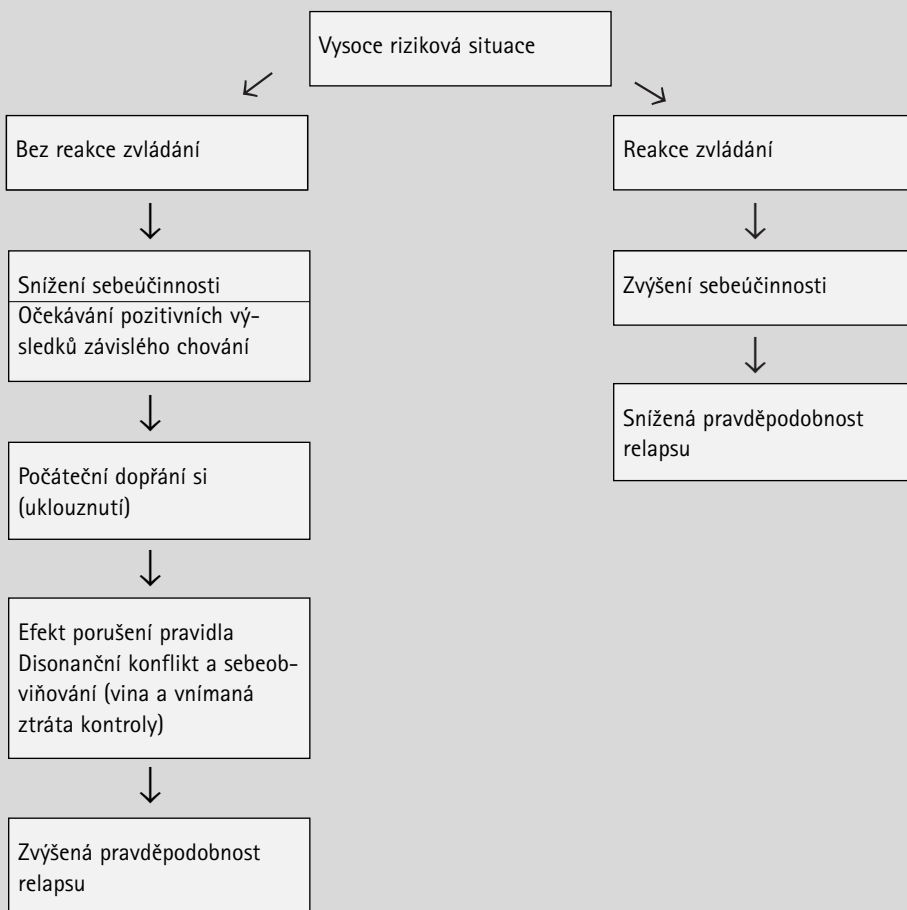 Vysoce riziková situace
Bez reakce zvládání
Snížení sebeúčinnosti
Očekávání pozitivních vý-
sledků závislého chování
Počáteční dopřání si
(uklouznutí)
Efekt porušení pravidla
Disonanční konflikt a sebeob-
viňování (vina a vnímaná
ztráta kontroly)
Zvýšená pravděpodobnost
relapsu
Reakce zvládání
Zvýšení sebeúčinnosti
Snížená pravděpodobnost
relapsu